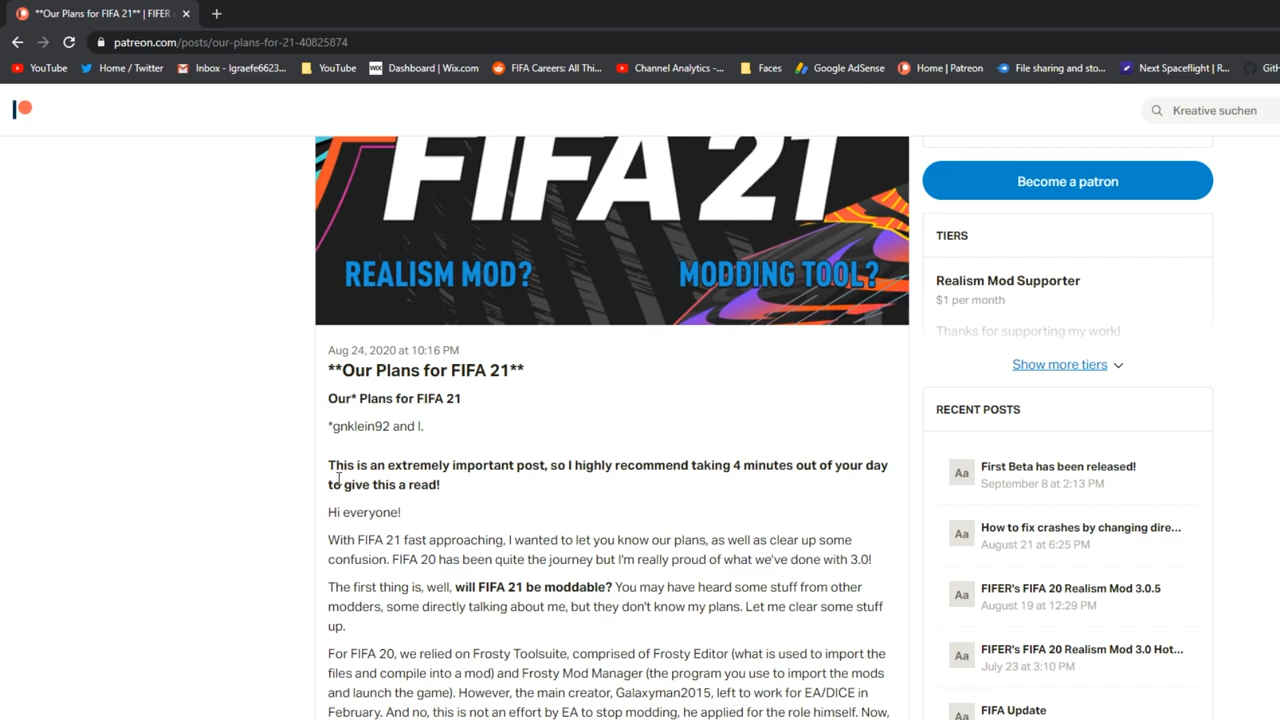 **Our Plans for FIFA 21** | FIFER
patreon.com/posts/our-plans-for-21-40825874
YouTube Home / Twitter Inbox - lgraefe6623... YouTube Dashboard | Wix.com FIFA Careers: All Thi... Channel Analytics -... Faces Google AdSense Home | Patreon File sharing and sto... Next Spaceflight | R... GitH
Kreative suchen
FIFA 21
REALISM MOD? MODDING TOOL?
Become a patron
TIERS
Realism Mod Supporter
$1 per month
Thanks for supporting my work!
Show more tiers
Aug 24, 2020 at 10:16 PM
**Our Plans for FIFA 21**
Our* Plans for FIFA 21
*gnklein92 and I.
This is an extremely important post, so I highly recommend taking 4 minutes out of your day
to give this a read!
Hi everyone!
With FIFA 21 fast approaching, I wanted to let you know our plans, as well as clear up some
confusion. FIFA 20 has been quite the journey but I'm really proud of what we've done with 3.0!
The first thing is, well, will FIFA 21 be moddable? You may have heard some stuff from other
modders, some directly talking about me, but they don't know my plans. Let me clear some stuff
up.
For FIFA 20, we relied on Frosty Toolsuite, comprised of Frosty Editor (what is used to import the
files and compile into a mod) and Frosty Mod Manager (the program you use to import the mods
and launch the game). However, the main creator, Galaxyman2015, left to work for EA/DICE in
February. And no, this is not an effort by EA to stop modding, he applied for the role himself. Now,
RECENT POSTS
Aa First Beta has been released!
September 8 at 2:13 PM
Aa How to fix crashes by changing dire...
August 21 at 6:25 PM
Aa FIFER's FIFA 20 Realism Mod 3.0.5
August 19 at 12:29 PM
Aa FIFER's FIFA 20 Realism Mod 3.0 Hot...
July 23 at 3:10 PM
Aa FIFA Update